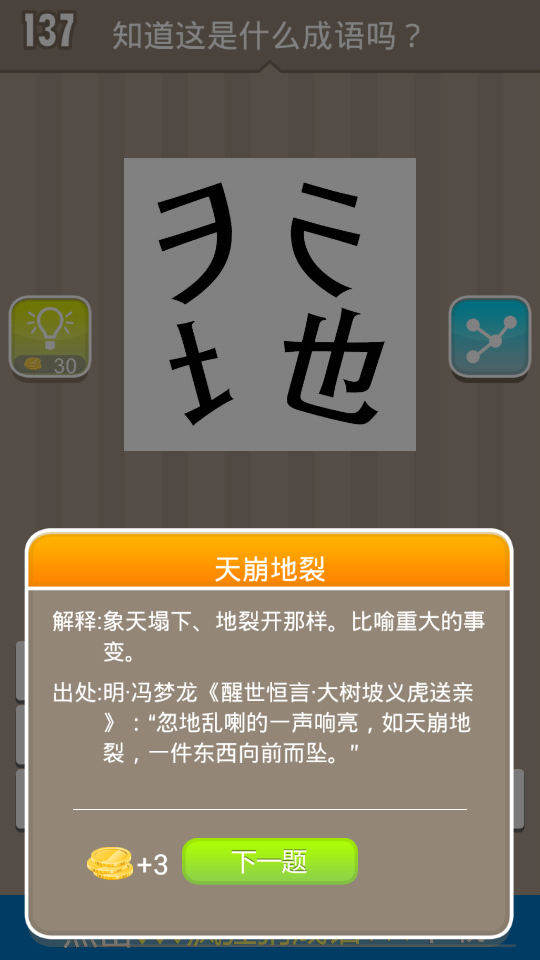 137
知道这是什么成语吗？
30
天崩地裂
解释:象天塌下、地裂开那样。比喻重大的事
变。
出处:明·冯梦龙《醒世恒言·大树坡义虎送亲
》：“忽地乱喇的一声响亮，如天崩地
裂，一件东西向前而坠。”
+3
下一题